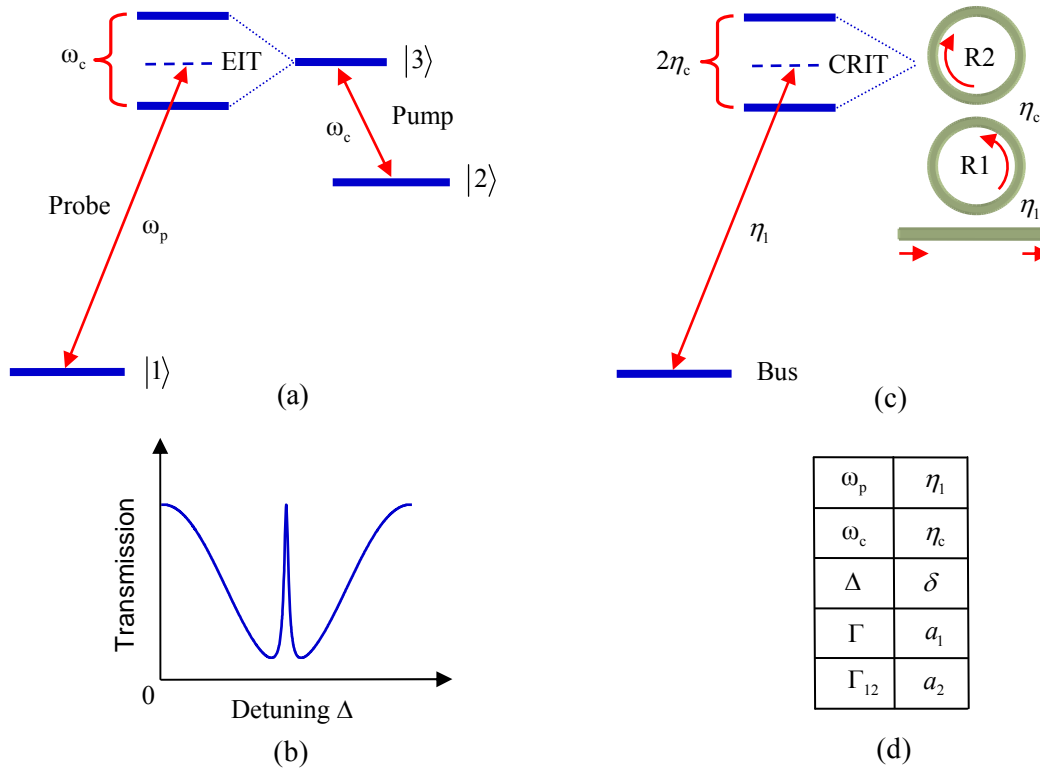 ω_c
EIT
|3⟩
Pump
ω_c
|2⟩
Probe
ω_p
|1⟩
(a)
2η_c
CRIT
R2
η_c
R1
η_1
η_1
Bus
(c)
Transmission
0
Detuning Δ
(b)
ω_p η_1
ω_c η_c
Δ δ
Γ a_1
Γ_12 a_2
(d)